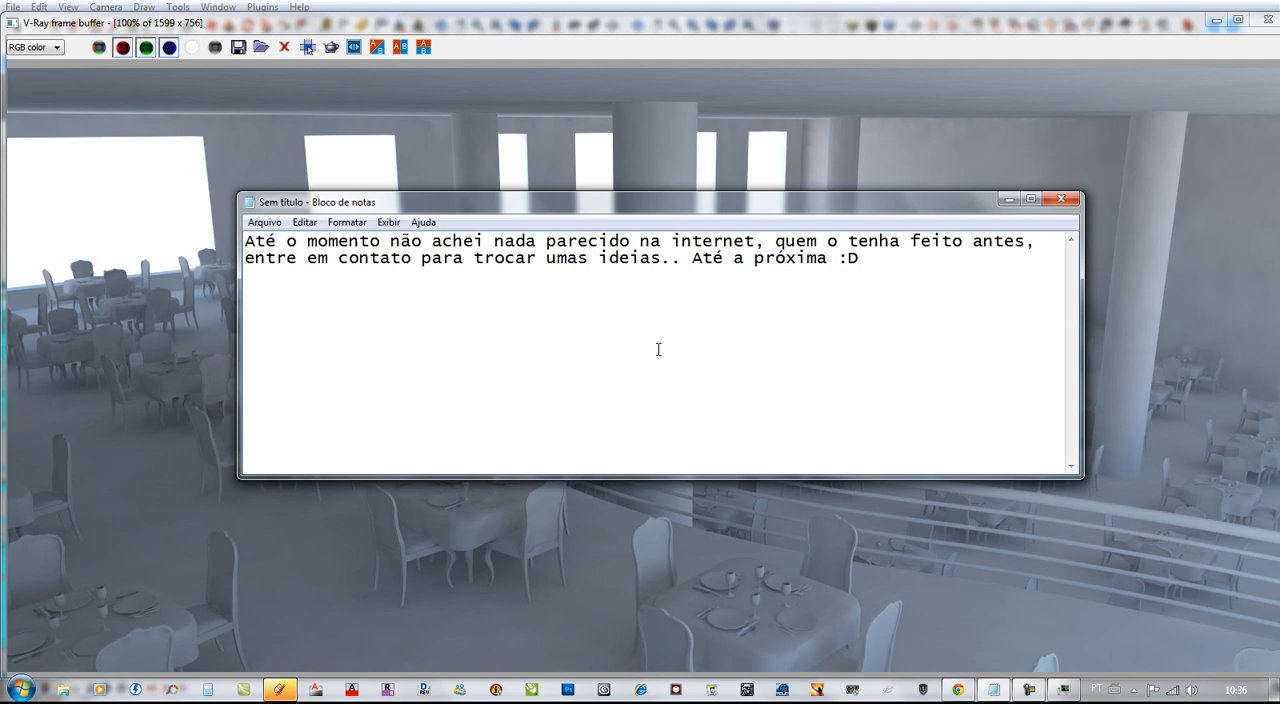 File Edit View Camera Draw Tools Window Plugins Help
V-Ray frame buffer - [100% of 1599 x 756]
RGB color
Sem título - Bloco de notas
Arquivo Editar Formatar Exibir Ajuda
Até o momento não achei nada parecido na internet, quem o tenha feito antes,
entre em contato para trocar umas ideias.. Até a próxima :D
PT
10:36